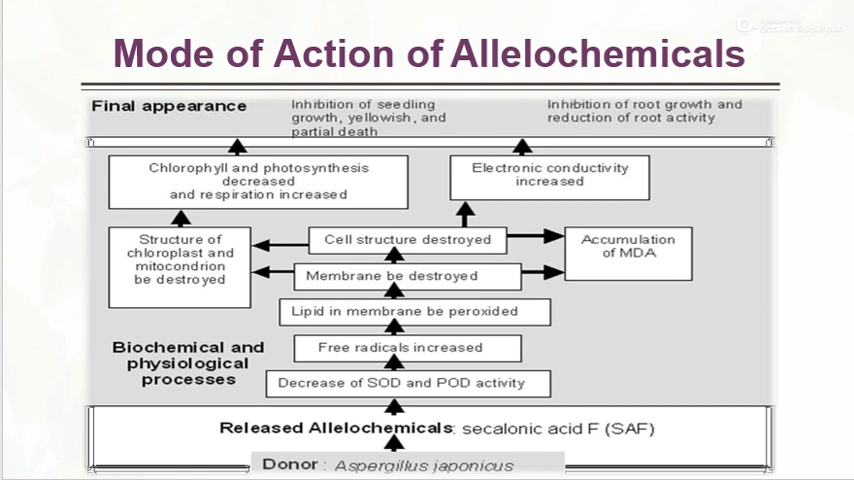 Mode of Action of Allelochemicals
Final appearance
Inhibition of seedling
growth, yellowish, and
partial death
Inhibition of root growth and
reduction of root activity
Chlorophyll and photosynthesis
decreased
and respiration increased
Electronic conductivity
increased
Structure of
chloroplast and
mitocondrion
be destroyed
Cell structure destroyed
Accumulation
of MDA
Membrane be destroyed
Lipid in membrane be peroxided
Biochemical and
physiological
processes
Free radicals increased
Decrease of SOD and POD activity
Released Allelochemicals: secalonic acid F (SAF)
Donor : Aspergillus japonicus